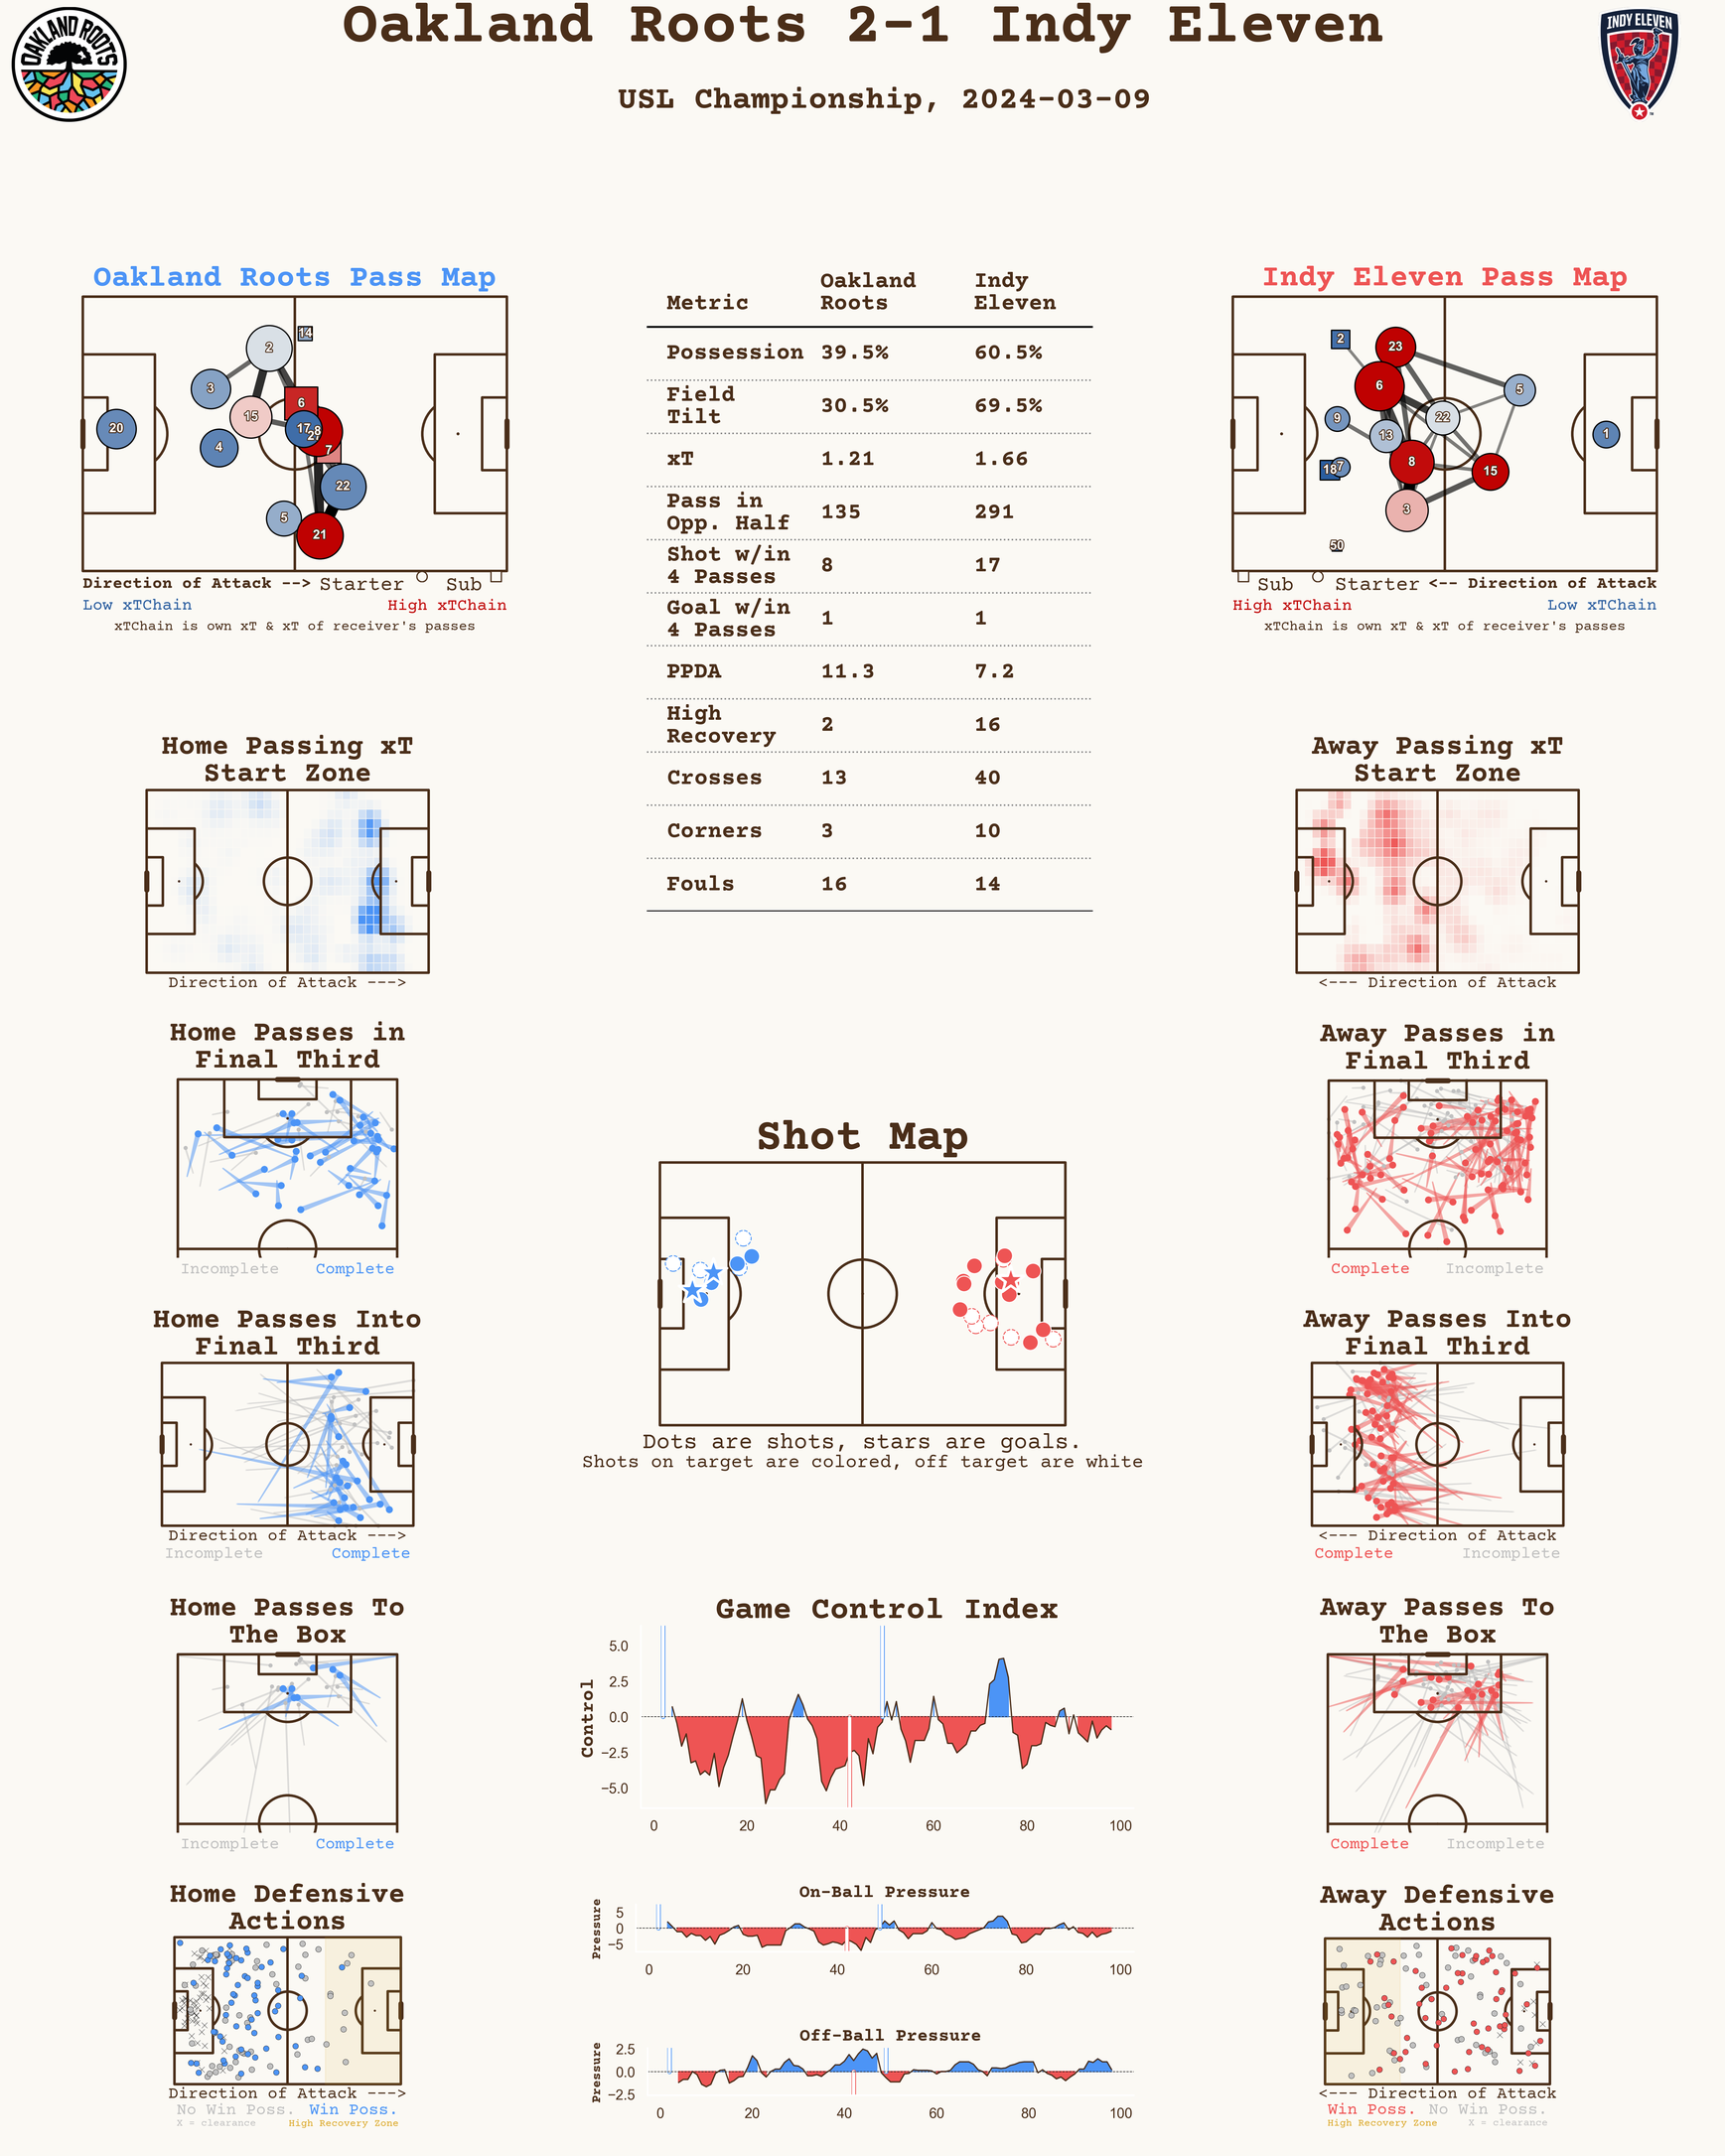 Oakland Roots 2-1 Indy Eleven
USL Championship, 2024-03-09
OAKLAND ROOTS
INDY ELEVEN
Oakland Roots Pass Map
2
14
3
6
15
20
17
8
4
7
22
5
21
Direction of Attack --> Starter Sub
Low xTChain High xTChain
xTChain is own xT & xT of receiver's passes
Metric Oakland Roots Indy Eleven
Possession 39.5% 60.5%
Field Tilt 30.5% 69.5%
xT 1.21 1.66
Pass in Opp. Half 135 291
Shot w/in 4 Passes 8 17
Goal w/in 4 Passes 1 1
PPDA 11.3 7.2
High Recovery 2 16
Crosses 13 40
Corners 3 10
Fouls 16 14
Indy Eleven Pass Map
2
23
6
5
9
22
13
1
18
7
8
15
3
50
Sub Starter <-- Direction of Attack
High xTChain Low xTChain
xTChain is own xT & xT of receiver's passes
Home Passing xT
Start Zone
Direction of Attack --->
Away Passing xT
Start Zone
<--- Direction of Attack
Home Passes in
Final Third
Incomplete Complete
Away Passes in
Final Third
Complete Incomplete
Shot Map
Dots are shots, stars are goals.
Shots on target are colored, off target are white
Home Passes Into
Final Third
Direction of Attack --->
Incomplete Complete
Away Passes Into
Final Third
<--- Direction of Attack
Complete Incomplete
Home Passes To
The Box
Incomplete Complete
Game Control Index
Control
5.0
2.5
0.0
−2.5
−5.0
0 20 40 60 80 100
Away Passes To
The Box
Complete Incomplete
Home Defensive
Actions
Direction of Attack --->
No Win Poss. Win Poss.
X = clearance High Recovery Zone
On-Ball Pressure
Pressure
5
0
−5
0 20 40 60 80 100
Off-Ball Pressure
Pressure
2.5
0.0
−2.5
0 20 40 60 80 100
Away Defensive
Actions
<--- Direction of Attack
Win Poss. No Win Poss.
High Recovery Zone X = clearance